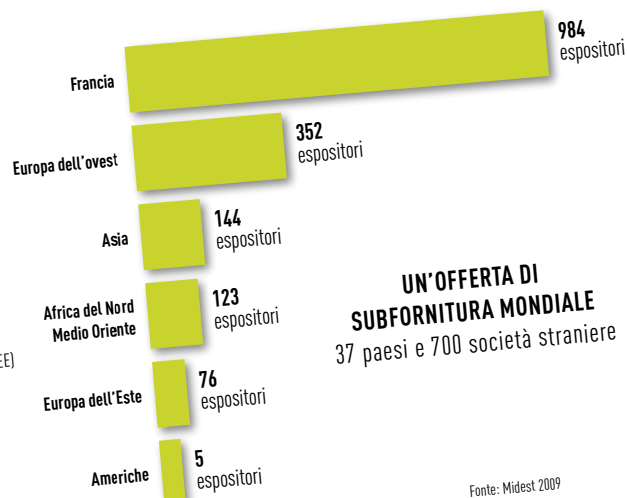 984
espositori
Francia
352
espositori
Europa dell'ovest
144
espositori
Asia
UN'OFFERTA DI
SUBFORNITURA MONDIALE
37 paesi e 700 società straniere
Africa del Nord
Medio Oriente
123
espositori
EE)
76
espositori
Europa dell'Este
5
espositori
Americhe
Fonte: Midest 2009